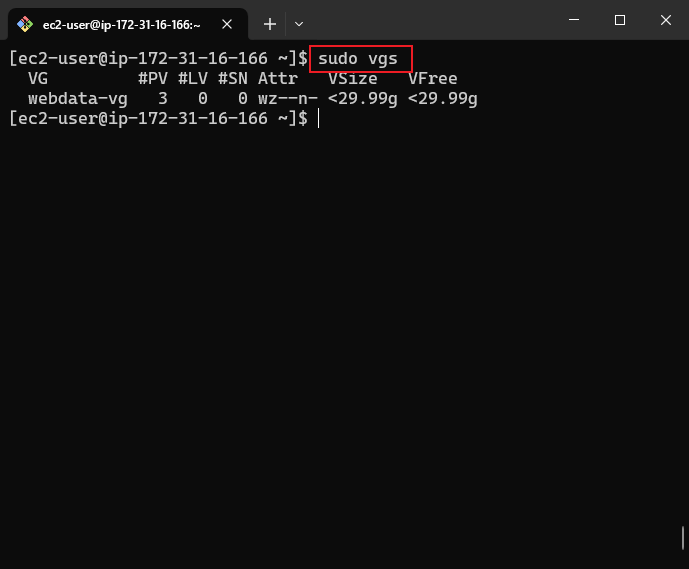 ec2-user@ip-172-31-16-166:~
[ec2-user@ip-172-31-16-166 ~]$ sudo vgs
  VG         #PV #LV #SN Attr   VSize   VFree
  webdata-vg   3   0   0 wz--n- <29.99g <29.99g
[ec2-user@ip-172-31-16-166 ~]$